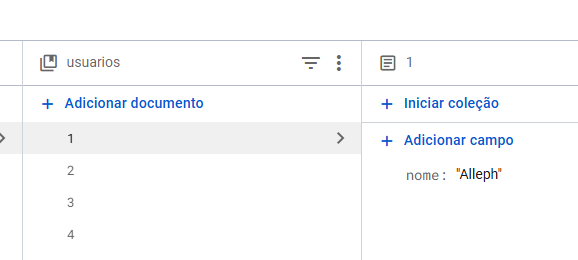 usuarios
1
Adicionar documento
Iniciar coleção
1
Adicionar campo
2
nome: "Alleph"
3
4